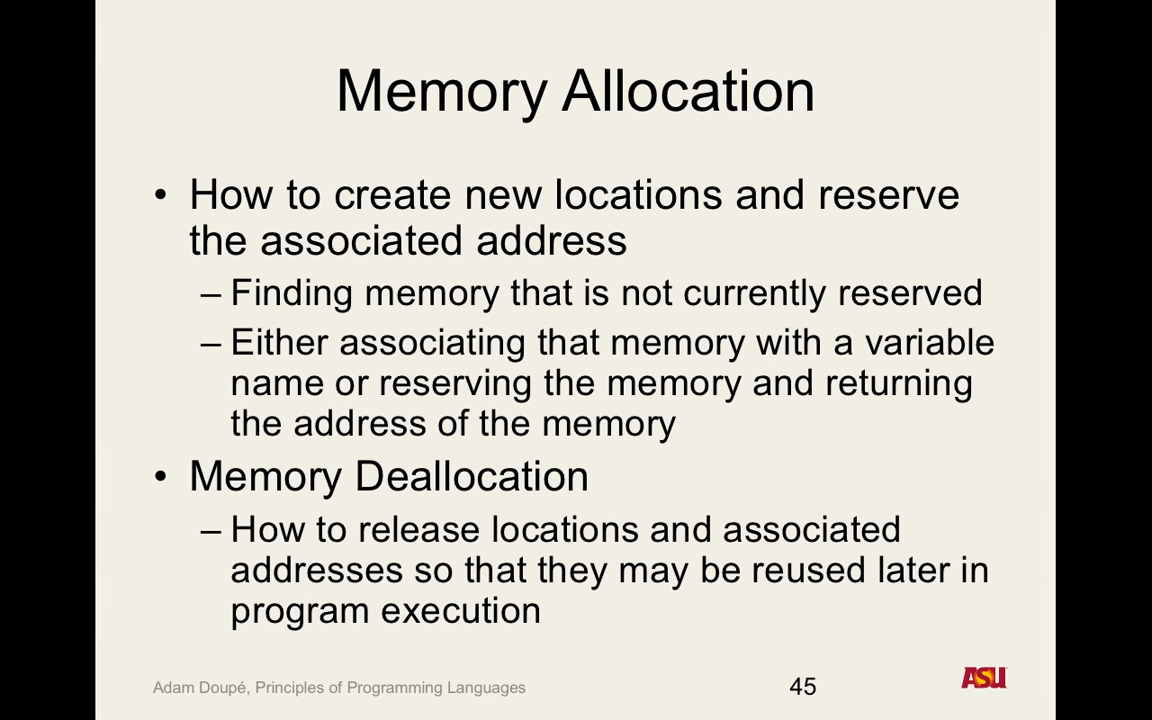 Memory Allocation
• How to create new locations and reserve
the associated address
– Finding memory that is not currently reserved
– Either associating that memory with a variable
name or reserving the memory and returning
the address of the memory
• Memory Deallocation
– How to release locations and associated
addresses so that they may be reused later in
program execution
Adam Doupé, Principles of Programming Languages
45
ASU